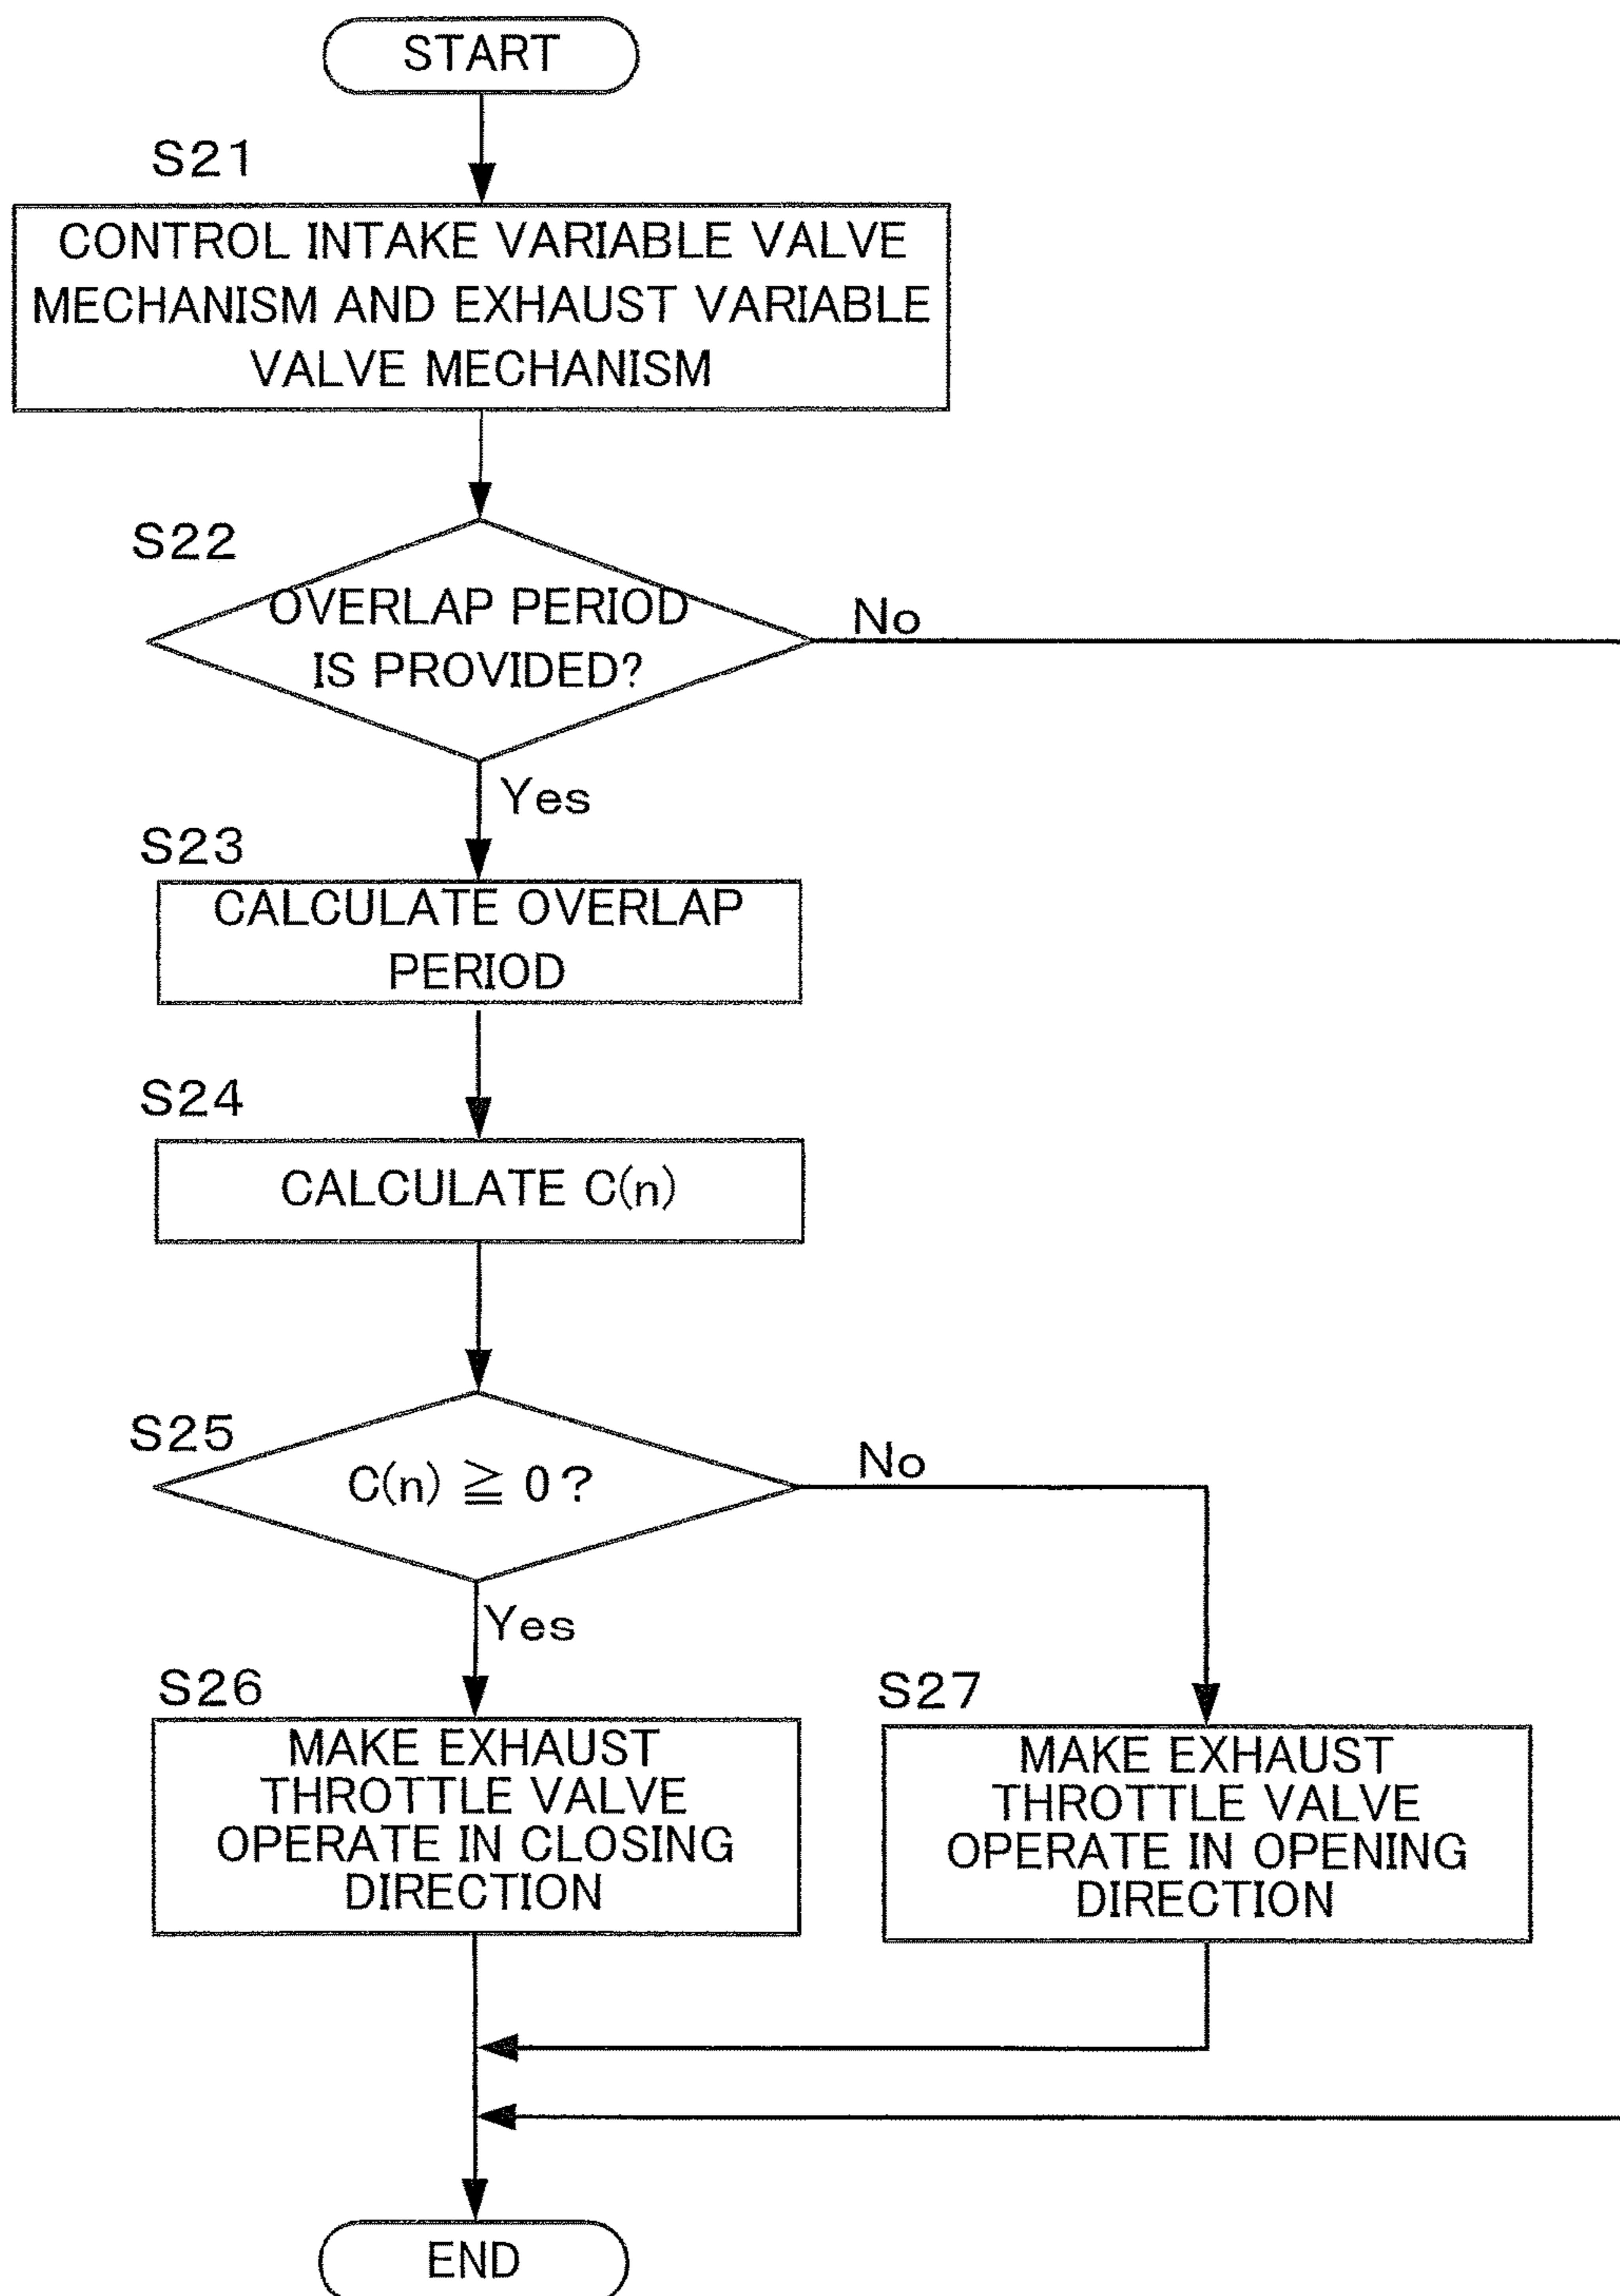 START
S21
CONTROL INTAKE VARIABLE VALVE
MECHANISM AND EXHAUST VARIABLE
VALVE MECHANISM
S22
OVERLAP PERIOD
IS PROVIDED?
No
Yes
S23
CALCULATE OVERLAP
PERIOD
S24
CALCULATE C(n)
S25
C(n) ≧ 0?
No
Yes
S26
MAKE EXHAUST
THROTTLE VALVE
OPERATE IN CLOSING
DIRECTION
S27
MAKE EXHAUST
THROTTLE VALVE
OPERATE IN OPENING
DIRECTION
END